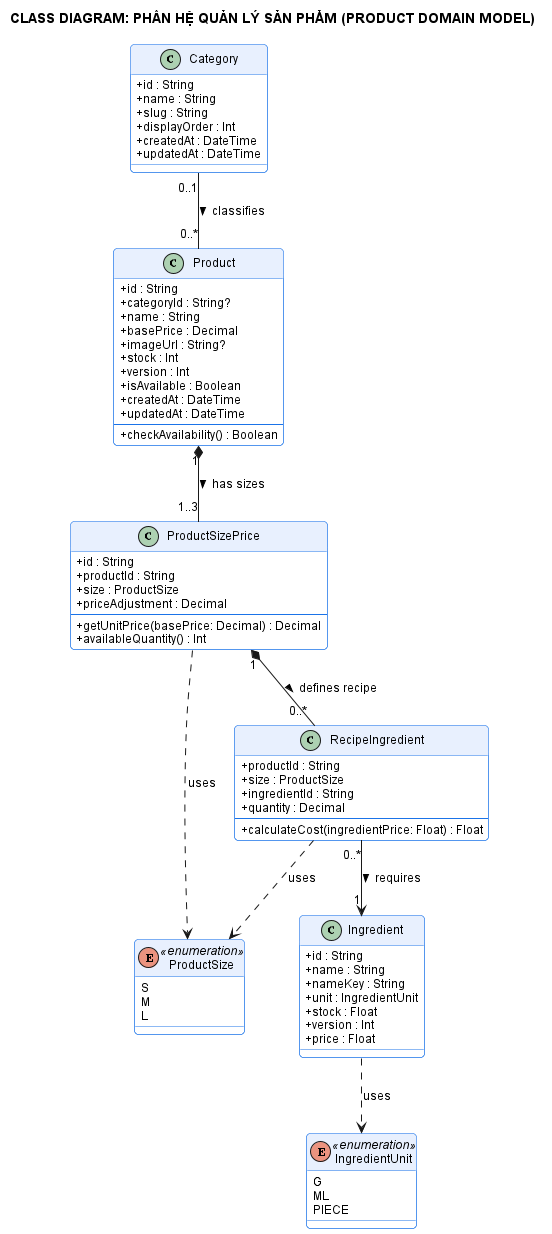 CLASS DIAGRAM: PHÂN HỆ QUẢN LÝ SẢN PHẨM (PRODUCT DOMAIN MODEL)
C Category
+id : String
+name : String
+slug : String
+displayOrder : Int
+createdAt : DateTime
+updatedAt : DateTime
0..1
classifies
0..*
C Product
+id : String
+categoryId : String?
+name : String
+basePrice : Decimal
+imageUrl : String?
+stock : Int
+version : Int
+isAvailable : Boolean
+createdAt : DateTime
+updatedAt : DateTime
+checkAvailability() : Boolean
1
has sizes
1..3
C ProductSizePrice
+id : String
+productId : String
+size : ProductSize
+priceAdjustment : Decimal
+getUnitPrice(basePrice: Decimal) : Decimal
+availableQuantity() : Int
1
defines recipe
0..*
C RecipeIngredient
+productId : String
+size : ProductSize
+ingredientId : String
+quantity : Decimal
+calculateCost(ingredientPrice: Float) : Float
uses
0..*
uses
requires
1
E «enumeration»
ProductSize
S
M
L
C Ingredient
+id : String
+name : String
+nameKey : String
+unit : IngredientUnit
+stock : Float
+version : Int
+price : Float
uses
E «enumeration»
IngredientUnit
G
ML
PIECE